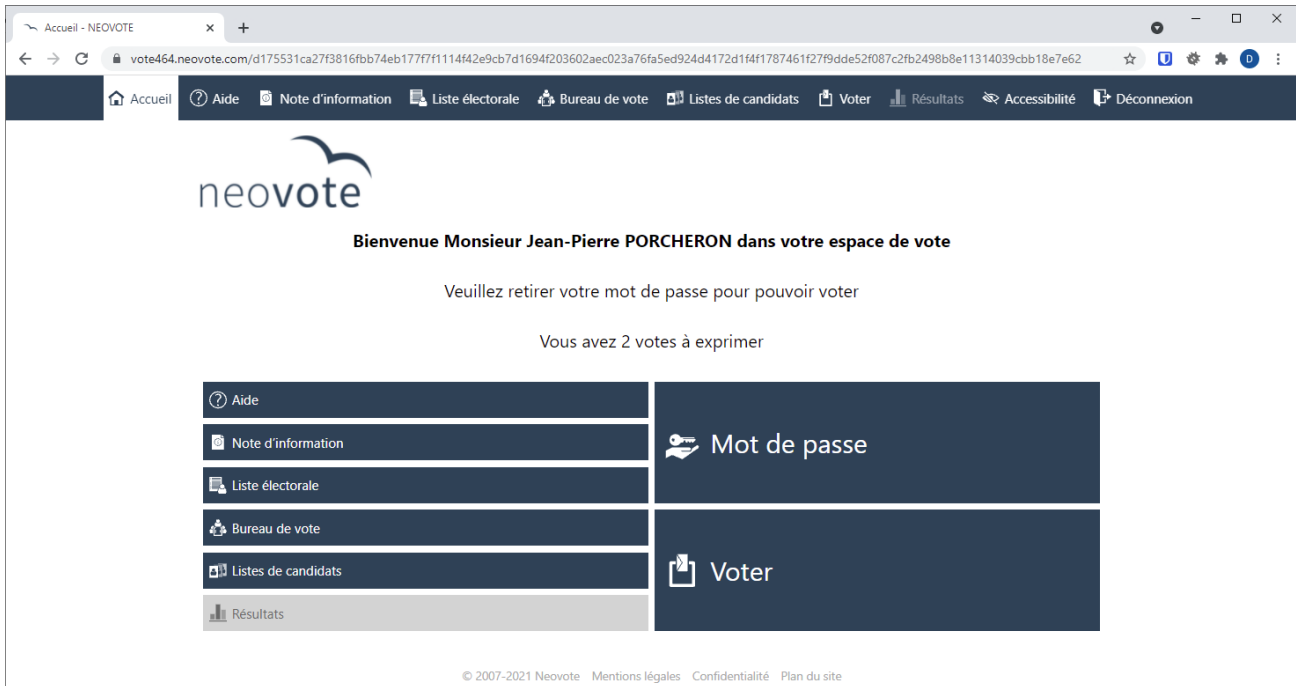 Accueil - NEOVOTE
vote464.neovote.com/d175531ca27f3816fbb74eb177f7f1114f42e9cb7d1694f203602aec023a76fa5ed924d4172d1f4f1787461f27f9dde52f087c2fb2498b8e11314039cbb18e7e62
D
Accueil Aide Note d'information Liste électorale Bureau de vote Listes de candidats Voter Résultats Accessibilité Déconnexion
neovote
Bienvenue Monsieur Jean-Pierre PORCHERON dans votre espace de vote
Veuillez retirer votre mot de passe pour pouvoir voter
Vous avez 2 votes à exprimer
Aide
Note d'information
Liste électorale
Bureau de vote
Listes de candidats
Résultats
Mot de passe
Voter
© 2007-2021 Neovote Mentions légales Confidentialité Plan du site